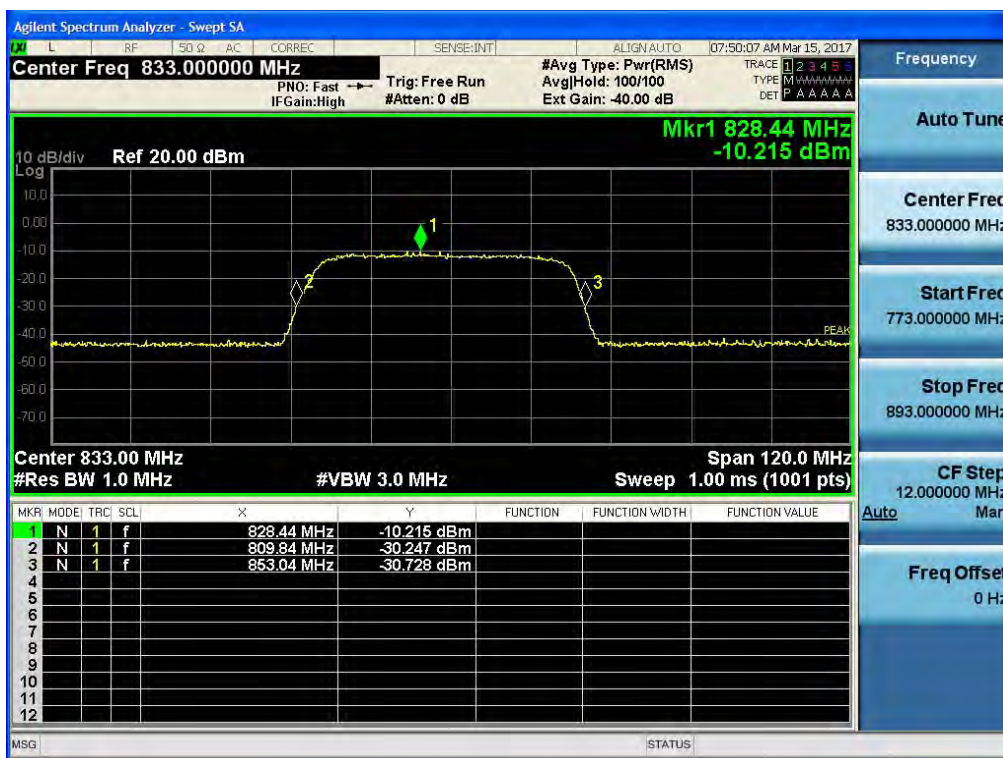 Agilent Spectrum Analyzer - Swept SA
L RF 50 Ω AC CORREC SENSE:INT ALIGN AUTO 07:50:07 AM Mar 15, 2017
Center Freq 833.000000 MHz
PNO: Fast
IFGain:High
Trig: Free Run
#Atten: 0 dB
#Avg Type: Pwr(RMS)
Avg|Hold: 100/100
Ext Gain: -40.00 dB
TRACE 1 2 3 4 5 6
TYPE M
DET P A A A A A
Mkr1 828.44 MHz
-10.215 dBm
10 dB/div Ref 20.00 dBm
Log
10.0
0.00
-10.0
-20.0
-30.0
-40.0
-50.0
-60.0
-70.0
1
2
3
PEAK
Center 833.00 MHz Span 120.0 MHz
#Res BW 1.0 MHz #VBW 3.0 MHz Sweep 1.00 ms (1001 pts)
MKR MODE TRC SCL X Y FUNCTION FUNCTION WIDTH FUNCTION VALUE
1 N 1 f 828.44 MHz -10.215 dBm
2 N 1 f 809.84 MHz -30.247 dBm
3 N 1 f 853.04 MHz -30.728 dBm
4
5
6
7
8
9
10
11
12
MSG STATUS
Frequency
Auto Tune
Center Freq
833.000000 MHz
Start Freq
773.000000 MHz
Stop Freq
893.000000 MHz
CF Step
12.000000 MHz
Auto Man
Freq Offset
0 Hz